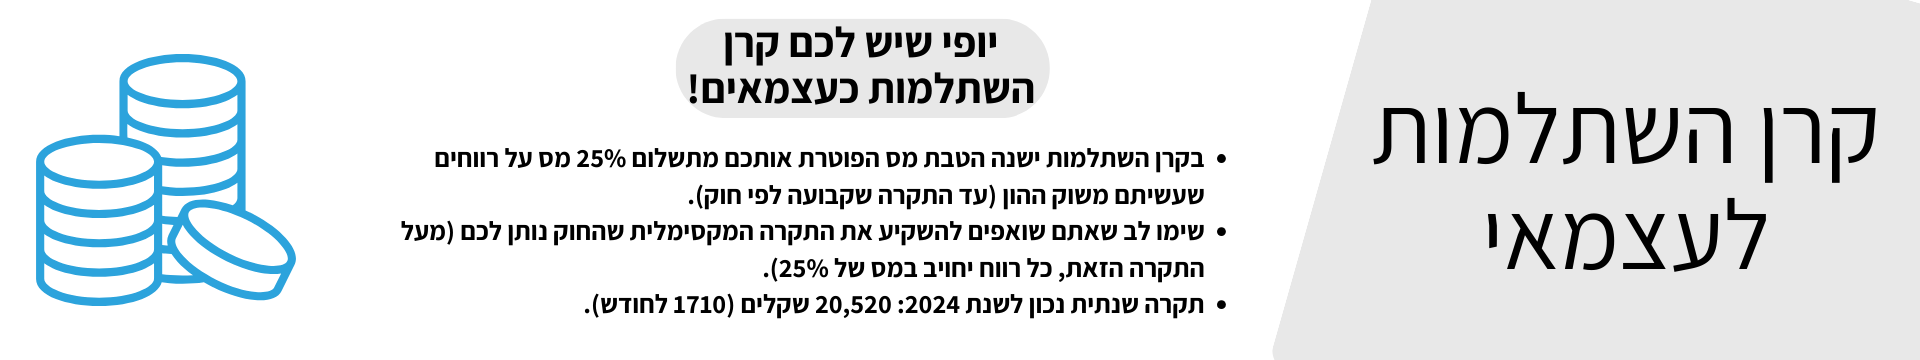 קרן השתלמות
לעצמאי
יופי שיש לכם קרן
השתלמות כעצמאים!
• בקרן השתלמות ישנה הטבת מס הפוטרת אתכם מתשלום 25% מס על רווחים
שעשיתם משוק ההון (עד התקרה שקבועה לפי חוק).
• שימו לב שאתם שואפים להשקיע את התקרה המקסימלית שהחוק נותן לכם (מעל
התקרה הזאת, כל רווח יחויב במס של 25%).
• תקרה שנתית נכון לשנת 2024: 20,520 שקלים (1710 לחודש).